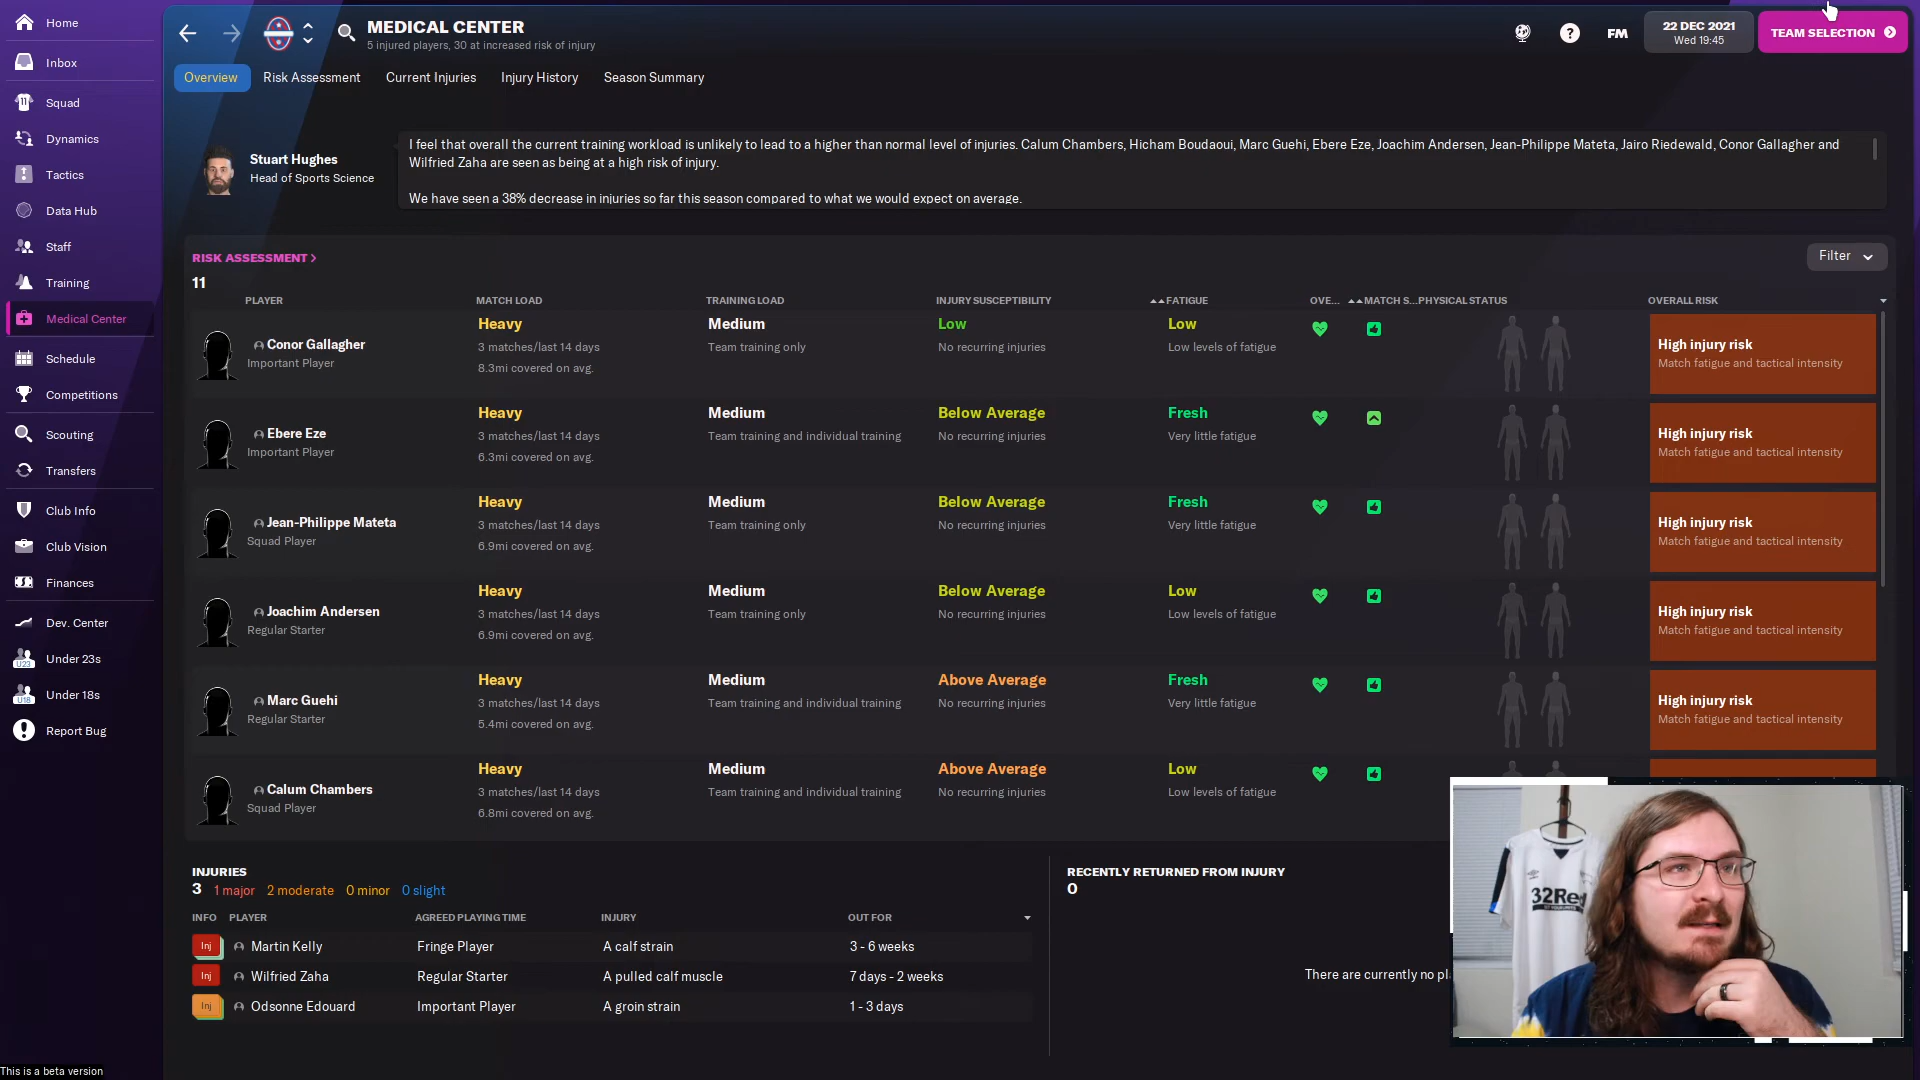 Home
Inbox
Squad
Dynamics
Tactics
Data Hub
Staff
Training
Medical Center
Schedule
Competitions
Scouting
Transfers
Club Info
Club Vision
Finances
Dev. Center
Under 23s
Under 18s
Report Bug
This is a beta version
MEDICAL CENTER
5 injured players, 30 at increased risk of injury
FM
22 DEC 2021
Wed 19:45
TEAM SELECTION
Overview Risk Assessment Current Injuries Injury History Season Summary
Stuart Hughes
Head of Sports Science
I feel that overall the current training workload is unlikely to lead to a higher than normal level of injuries. Calum Chambers, Hicham Boudaoui, Marc Guehi, Ebere Eze, Joachim Andersen, Jean-Philippe Mateta, Jairo Riedewald, Conor Gallagher and
Wilfried Zaha are seen as being at a high risk of injury.
We have seen a 38% decrease in injuries so far this season compared to what we would expect on average.
RISK ASSESSMENT >
11
Filter
PLAYER MATCH LOAD TRAINING LOAD INJURY SUSCEPTIBILITY FATIGUE OVE... MATCH S... PHYSICAL STATUS OVERALL RISK
Conor Gallagher
Important Player
Heavy
3 matches/last 14 days
8.3mi covered on avg.
Medium
Team training only
Low
No recurring injuries
Low
Low levels of fatigue
High injury risk
Match fatigue and tactical intensity
Ebere Eze
Important Player
Heavy
3 matches/last 14 days
6.3mi covered on avg.
Medium
Team training and individual training
Below Average
No recurring injuries
Fresh
Very little fatigue
High injury risk
Match fatigue and tactical intensity
Jean-Philippe Mateta
Squad Player
Heavy
3 matches/last 14 days
6.9mi covered on avg.
Medium
Team training only
Below Average
No recurring injuries
Fresh
Very little fatigue
High injury risk
Match fatigue and tactical intensity
Joachim Andersen
Regular Starter
Heavy
3 matches/last 14 days
6.9mi covered on avg.
Medium
Team training only
Below Average
No recurring injuries
Low
Low levels of fatigue
High injury risk
Match fatigue and tactical intensity
Marc Guehi
Regular Starter
Heavy
3 matches/last 14 days
5.4mi covered on avg.
Medium
Team training and individual training
Above Average
No recurring injuries
Fresh
Very little fatigue
High injury risk
Match fatigue and tactical intensity
Calum Chambers
Squad Player
Heavy
3 matches/last 14 days
6.8mi covered on avg.
Medium
Team training and individual training
Above Average
No recurring injuries
Low
Low levels of fatigue
INJURIES
3 1 major 2 moderate 0 minor 0 slight
INFO PLAYER AGREED PLAYING TIME INJURY OUT FOR
Inj Martin Kelly Fringe Player A calf strain 3 - 6 weeks
Inj Wilfried Zaha Regular Starter A pulled calf muscle 7 days - 2 weeks
Inj Odsonne Edouard Important Player A groin strain 1 - 3 days
RECENTLY RETURNED FROM INJURY
0
There are currently no pl
32Red